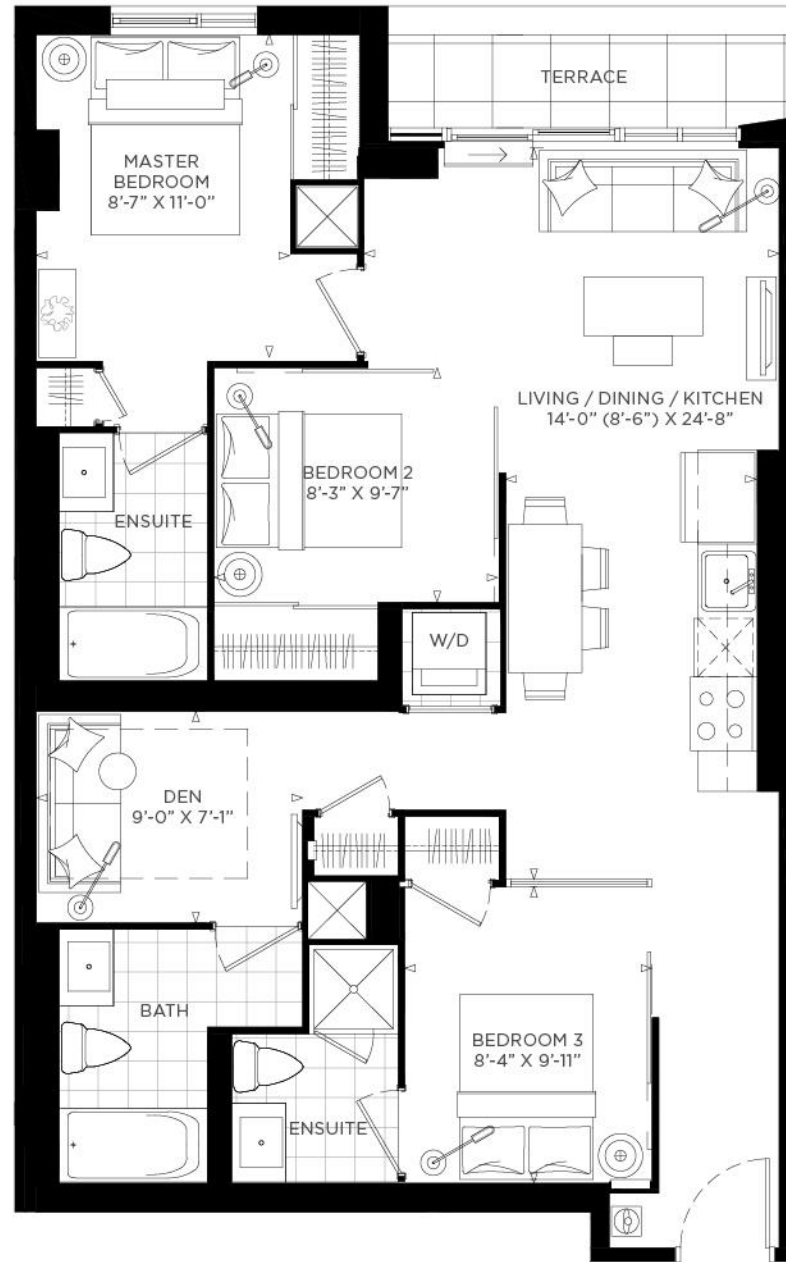 TERRACE
MASTER
BEDROOM
8'-7" X 11'-0"
LIVING / DINING / KITCHEN
14'-0" (8'-6") X 24'-8"
BEDROOM 2
8'-3" X 9'-7"
ENSUITE
W/D
DEN
9'-0" X 7'-1"
BATH
BEDROOM 3
8'-4" X 9'-11"
ENSUITE